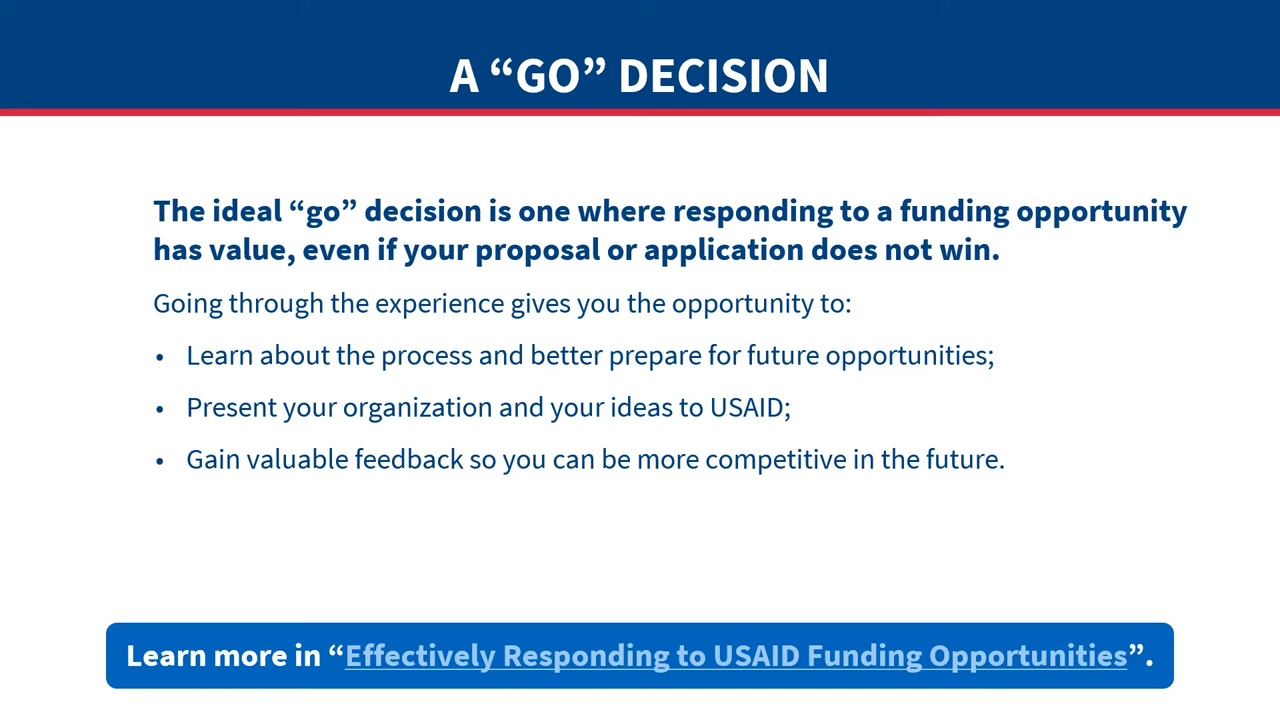 A “GO” DECISION
The ideal “go” decision is one where responding to a funding opportunity
has value, even if your proposal or application does not win.
Going through the experience gives you the opportunity to:
• Learn about the process and better prepare for future opportunities;
• Present your organization and your ideas to USAID;
• Gain valuable feedback so you can be more competitive in the future.
Learn more in “Effectively Responding to USAID Funding Opportunities”.